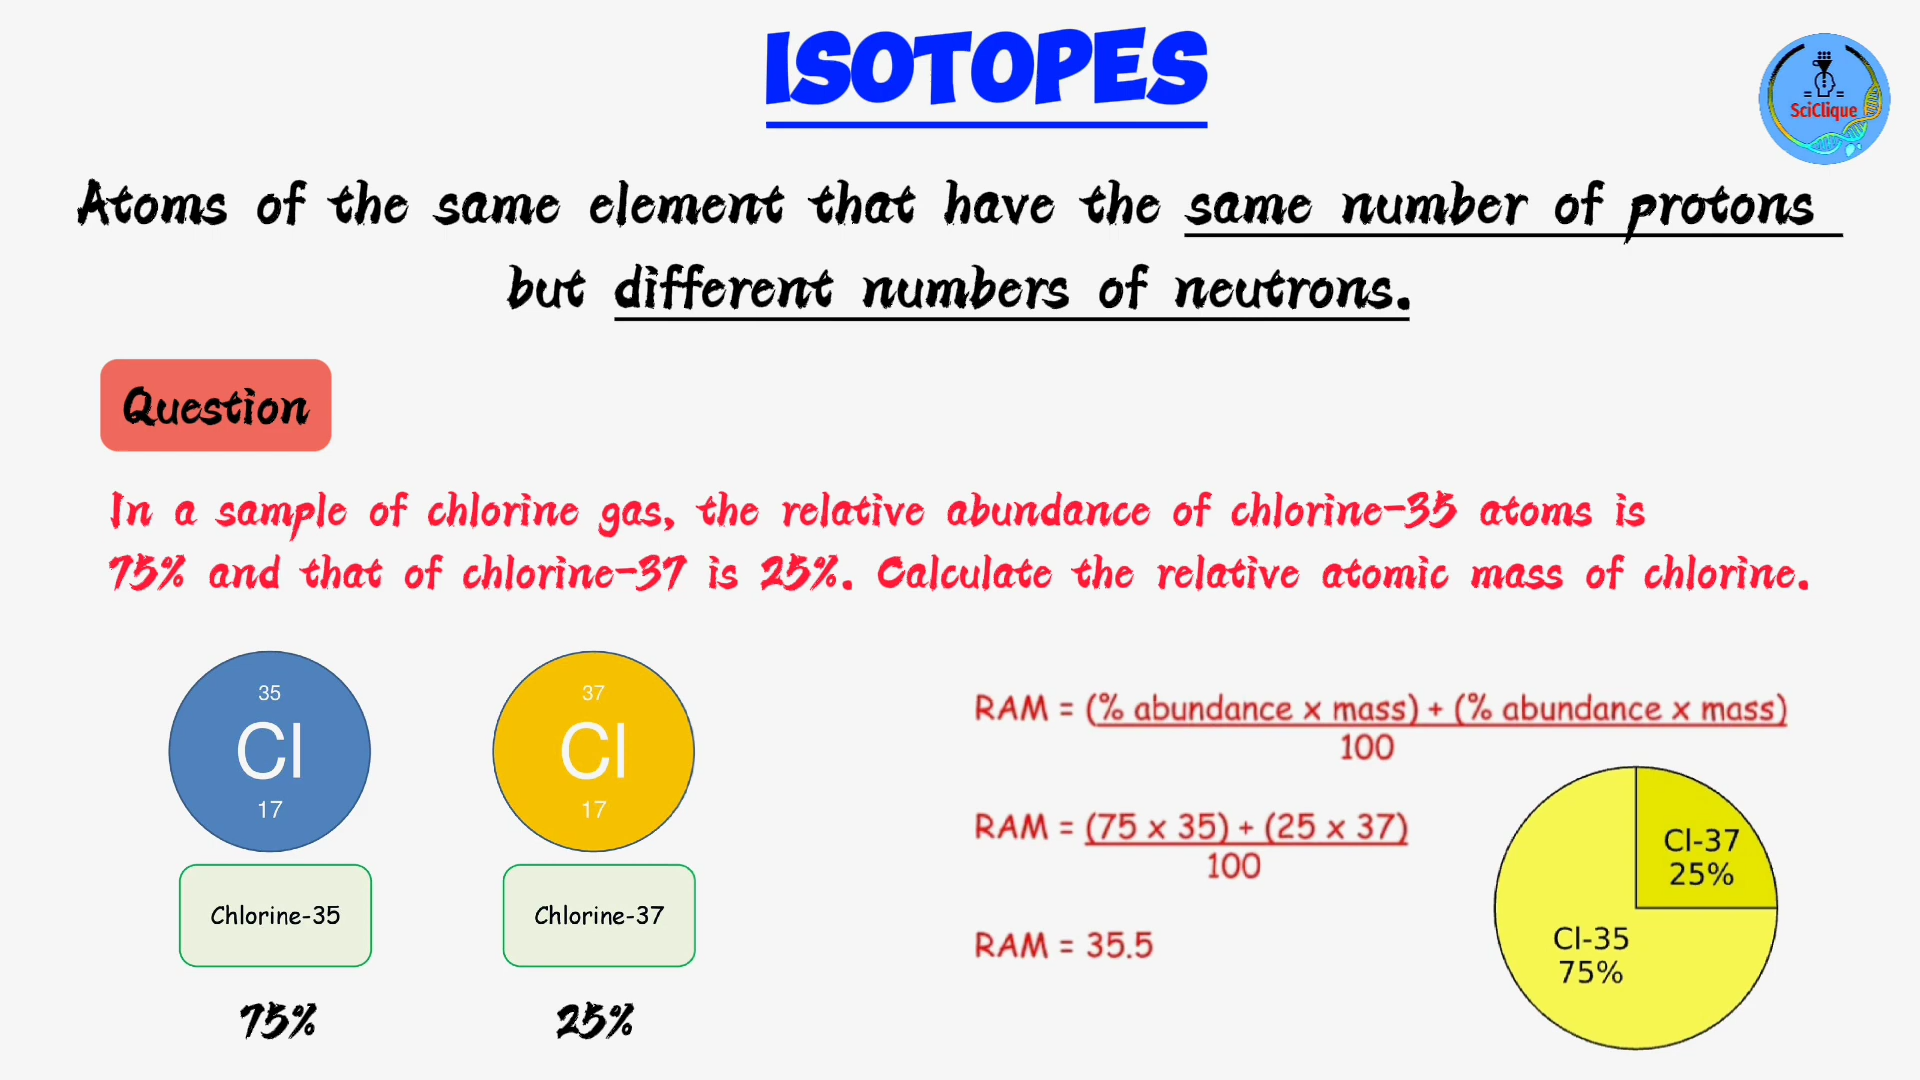 ISOTOPES
SciClique
Atoms of the same element that have the same number of protons
but different numbers of neutrons.
Question
In a sample of chlorine gas, the relative abundance of chlorine-35 atoms is
75% and that of chlorine-37 is 25%. Calculate the relative atomic mass of chlorine.
35
Cl
17
Chlorine-35
75%
37
Cl
17
Chlorine-37
25%
RAM = (% abundance x mass) + (% abundance x mass)
100
RAM = (75 x 35) + (25 x 37)
100
RAM = 35.5
Cl-37
25%
Cl-35
75%